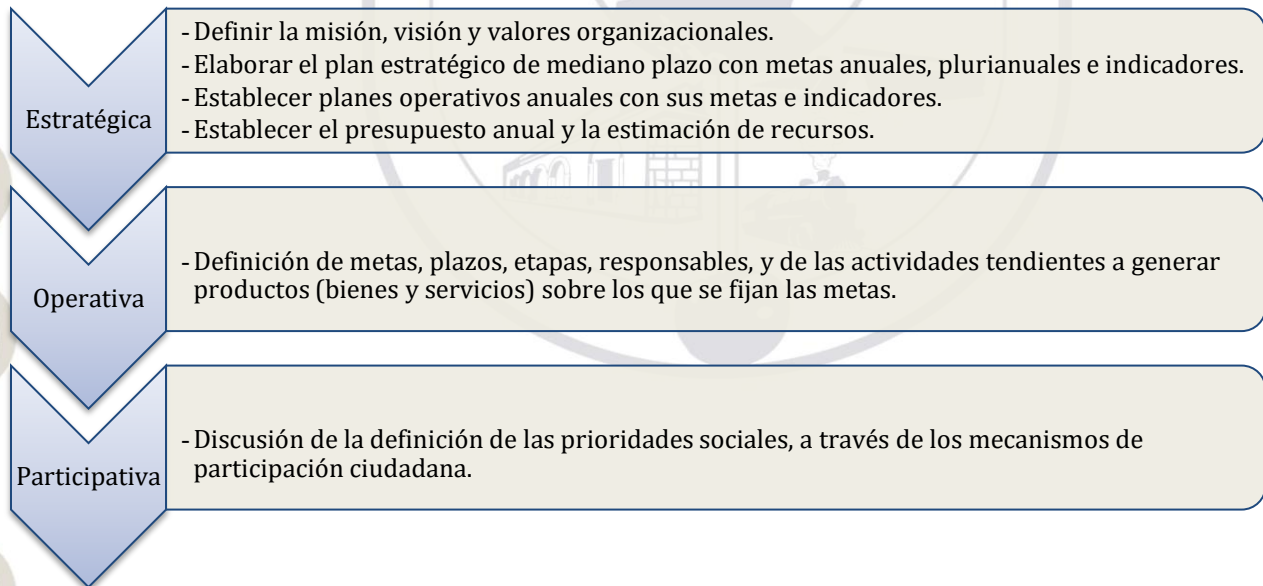 Estratégica
- Definir la misión, visión y valores organizacionales.
- Elaborar el plan estratégico de mediano plazo con metas anuales, plurianuales e indicadores.
- Establecer planes operativos anuales con sus metas e indicadores.
- Establecer el presupuesto anual y la estimación de recursos.
Operativa
- Definición de metas, plazos, etapas, responsables, y de las actividades tendientes a generar
productos (bienes y servicios) sobre los que se fijan las metas.
Participativa
- Discusión de la definición de las prioridades sociales, a través de los mecanismos de
participación ciudadana.